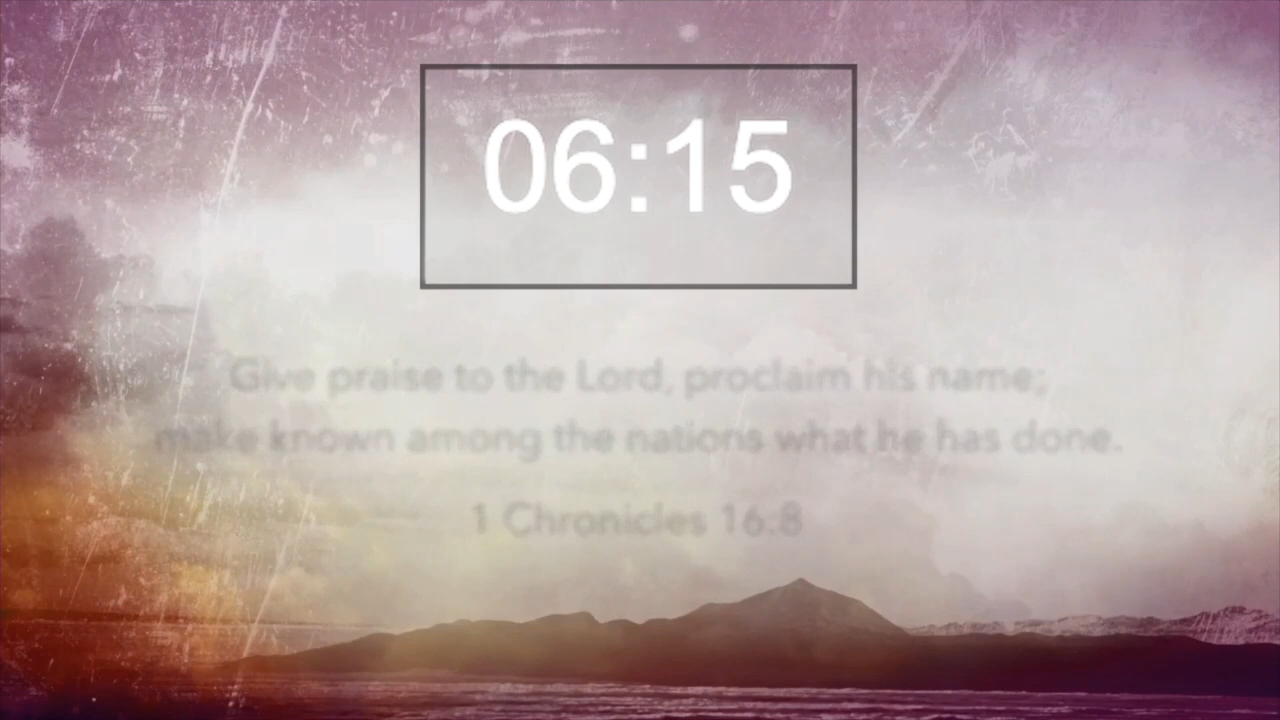 06:15
Give praise to the Lord, proclaim his name;
make known among the nations what he has done.
1 Chronicles 16.8